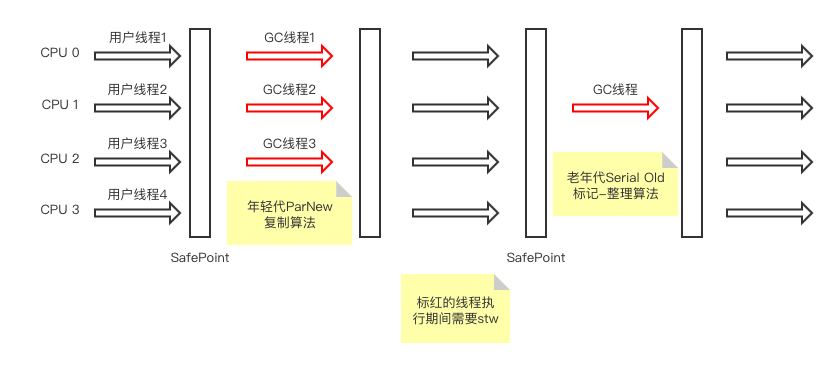 用户线程1
GC线程1
CPU 0
用户线程2
GC线程2
GC线程
CPU 1
用户线程3
GC线程3
CPU 2
老年代Serial Old
标记-整理算法
用户线程4
CPU 3
年轻代ParNew
复制算法
SafePoint
SafePoint
标红的线程执
行期间需要stw